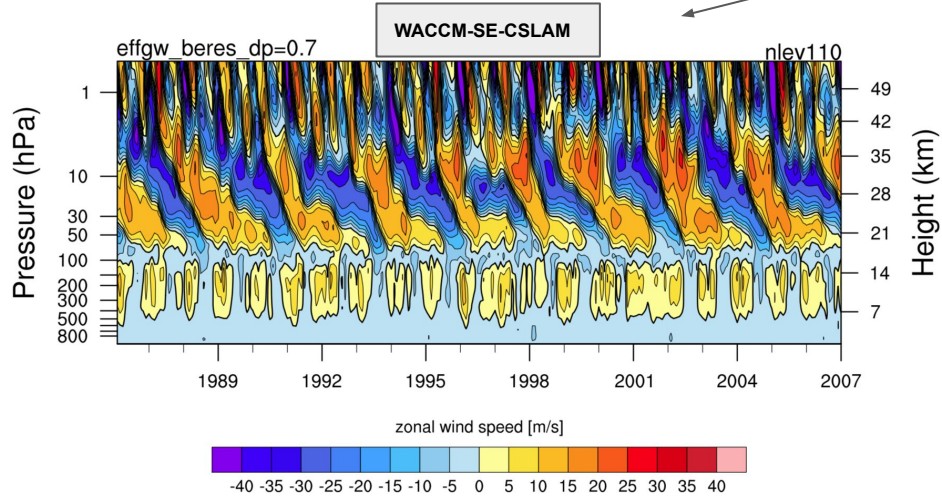 WACCM-SE-CSLAM
effgw_beres_dp=0.7
nlev110
Pressure (hPa)
1
10
30
50
100
200
300
500
800
49
42
35
28
21
14
7
Height (km)
1989 1992 1995 1998 2001 2004 2007
zonal wind speed [m/s]
-40 -35 -30 -25 -20 -15 -10 -5 0 5 10 15 20 25 30 35 40